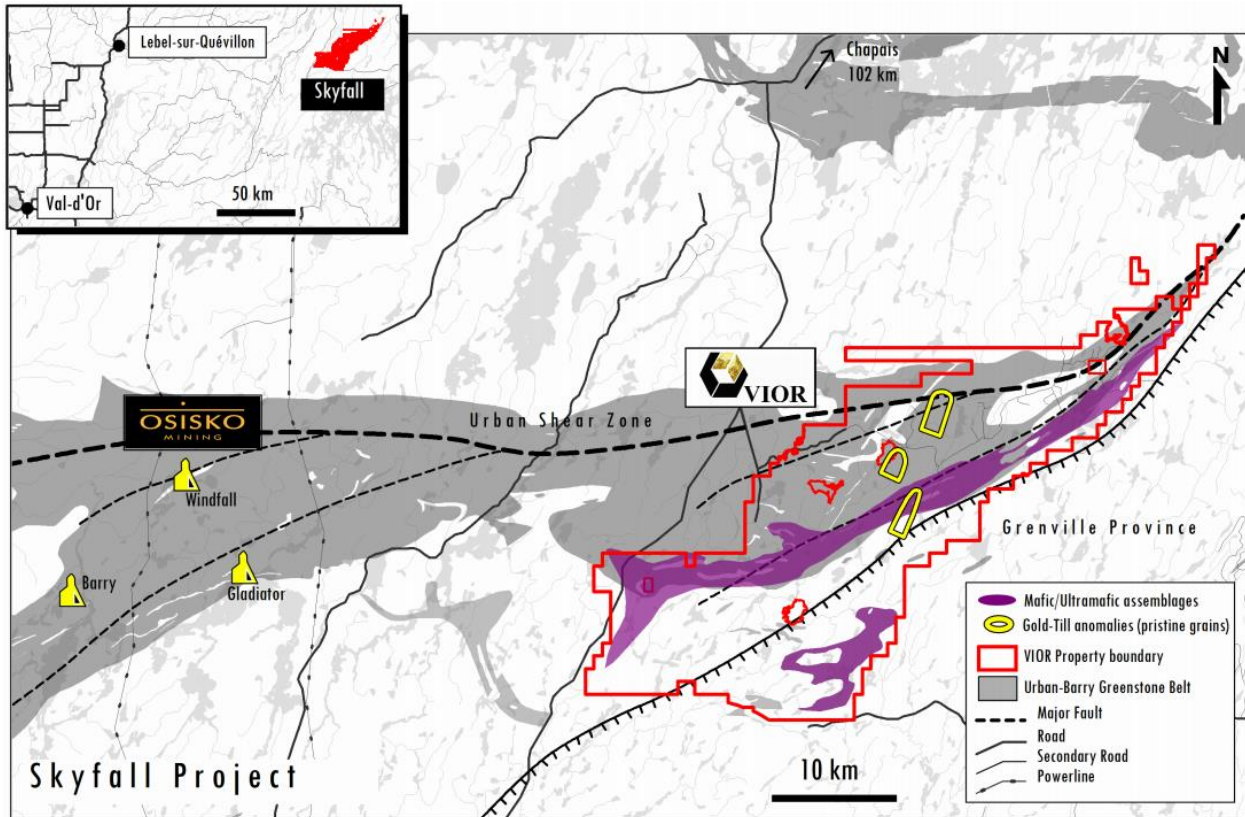 Lebel-sur-Quévillon
Skyfall
50 km
Val-d'Or
Chapais
102 km
N
VIOR
OSISKO
MINING
Urban Shear Zone
Windfall
Barry
Gladiator
Grenville Province
Mafic/Ultramafic assemblages
Gold-Till anomalies (pristine grains)
VIOR Property boundary
Urban-Barry Greenstone Belt
Major Fault
Road
Secondary Road
Powerline
Skyfall Project
10 km